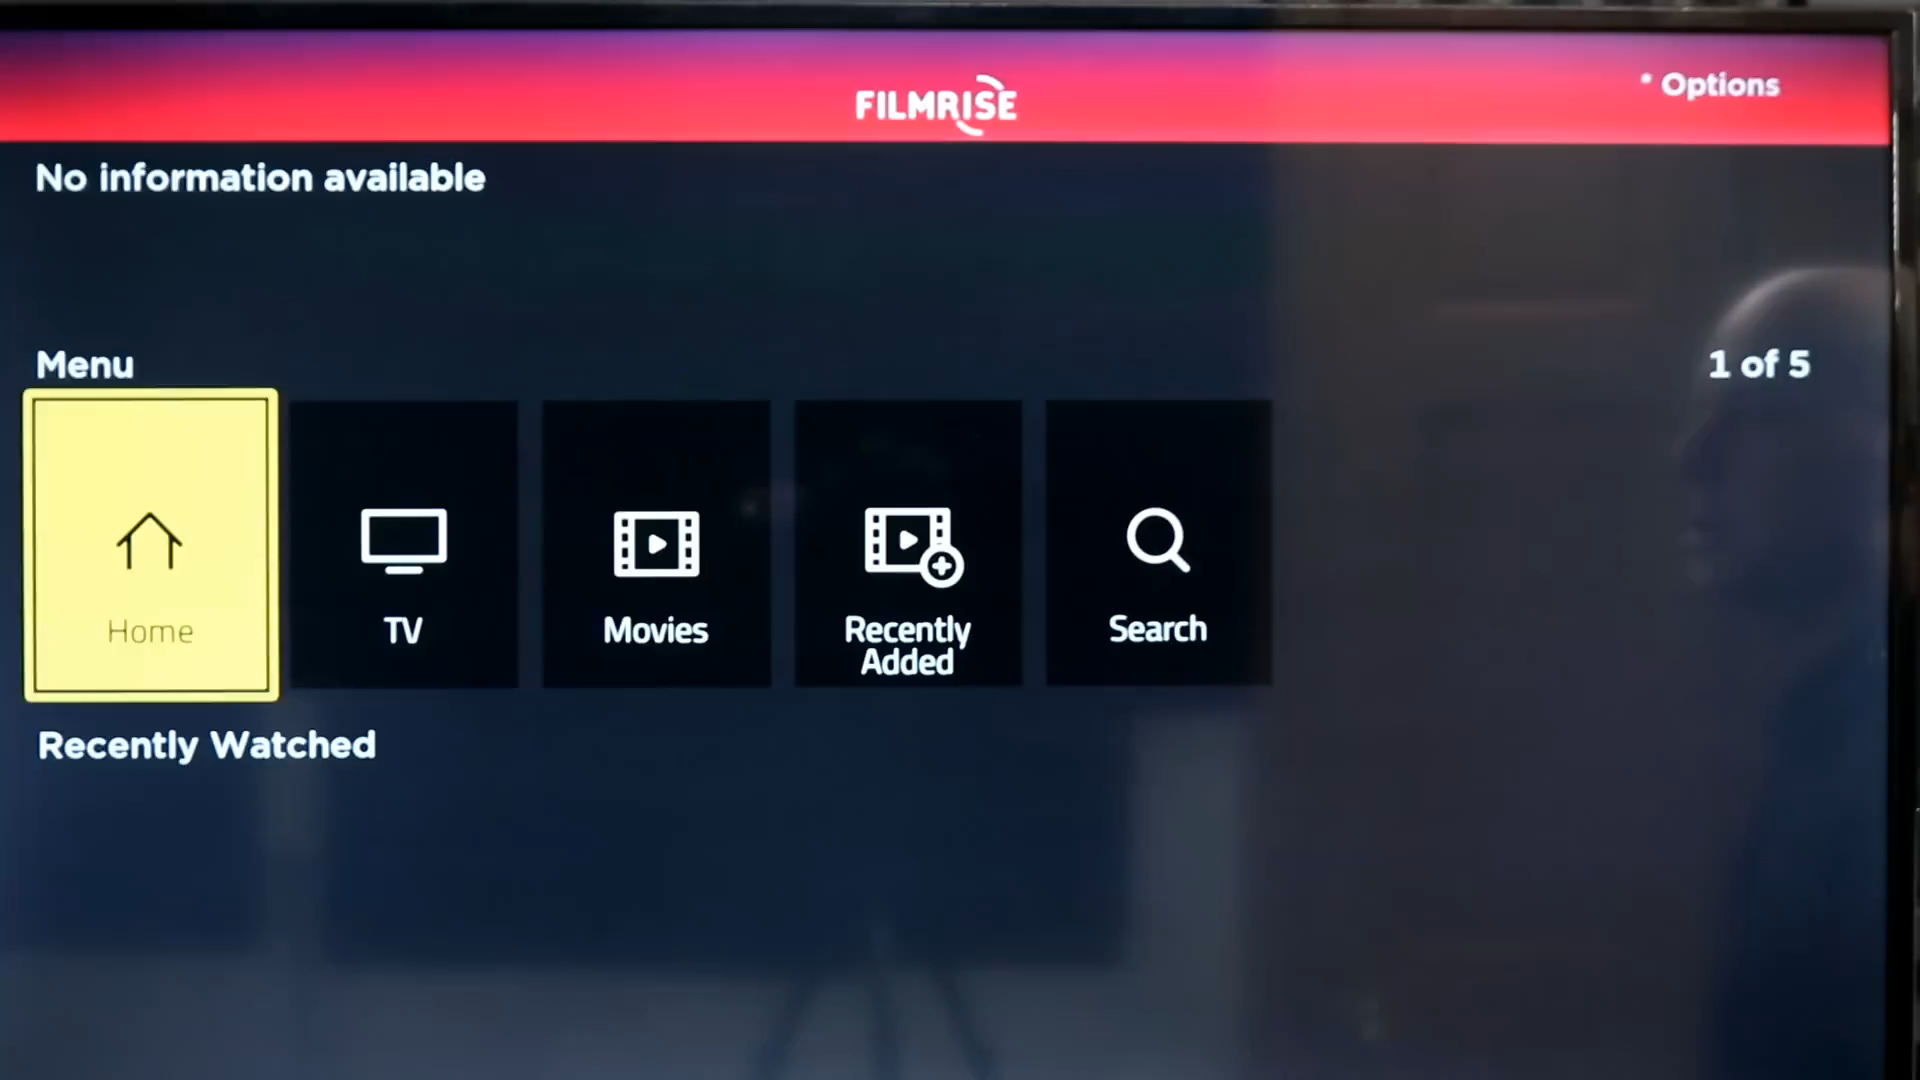 FILMRISE
* Options
No information available
Menu
1 of 5
Home
TV
Movies
Recently
Added
Search
Recently Watched